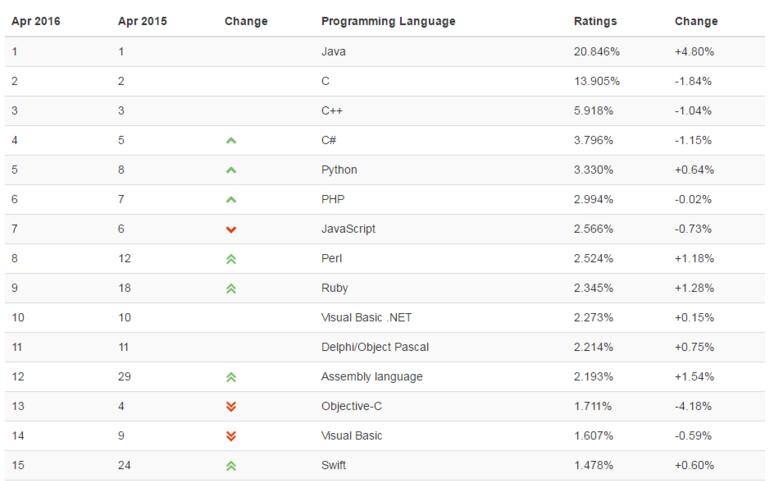 Apr 2016 Apr 2015 Change Programming Language Ratings Change
1 1 Java 20.846% +4.80%
2 2 C 13.905% -1.84%
3 3 C++ 5.918% -1.04%
4 5 C# 3.796% -1.15%
5 8 Python 3.330% +0.64%
6 7 PHP 2.994% -0.02%
7 6 JavaScript 2.566% -0.73%
8 12 Perl 2.524% +1.18%
9 18 Ruby 2.345% +1.28%
10 10 Visual Basic .NET 2.273% +0.15%
11 11 Delphi/Object Pascal 2.214% +0.75%
12 29 Assembly language 2.193% +1.54%
13 4 Objective-C 1.711% -4.18%
14 9 Visual Basic 1.607% -0.59%
15 24 Swift 1.478% +0.60%